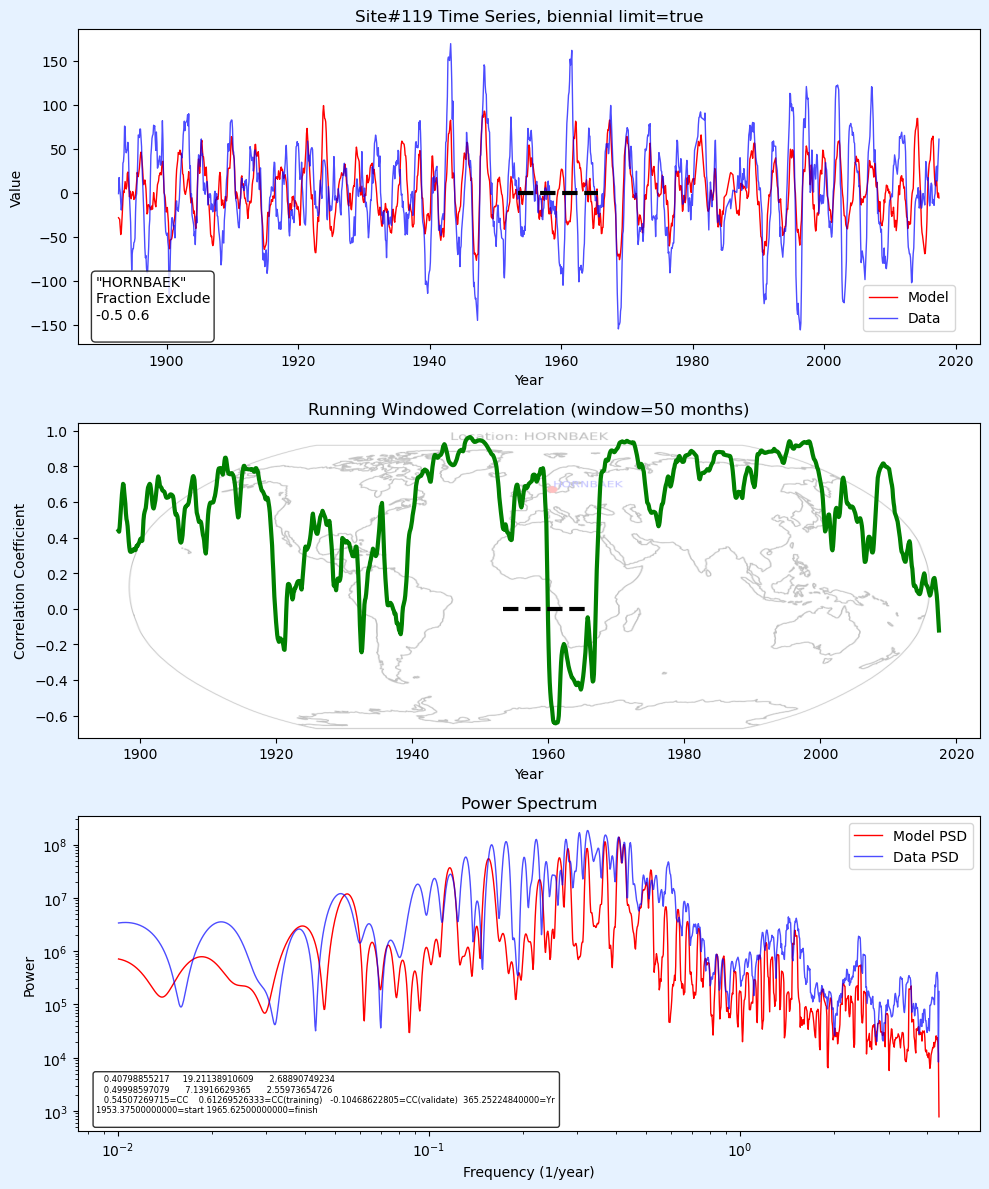 Site#119 Time Series, biennial limit=true
150
100
50
0
−50
−100
−150
Value
"HORNBAEK"
Fraction Exclude
-0.5 0.6
Model
Data
1900
1920
1940
1960
1980
2000
2020
Year
Running Windowed Correlation (window=50 months)
Location: HORNBAEK
HORNBAEK
1.0
0.8
0.6
0.4
0.2
0.0
−0.2
−0.4
−0.6
Correlation Coefficient
1900
1920
1940
1960
1980
2000
2020
Year
Power Spectrum
Model PSD
Data PSD
10⁸
10⁷
10⁶
10⁵
10⁴
10³
Power
0.40798855217 19.21138910609 2.68890749234
0.49998597079 7.13916629365 2.55973654726
0.54507269715=CC 0.61269526333=CC(training) -0.10468622805=CC(validate) 365.25224840000=Yr
1953.37500000000=start 1965.62500000000=finish
10⁻²
10⁻¹
10⁰
Frequency (1/year)